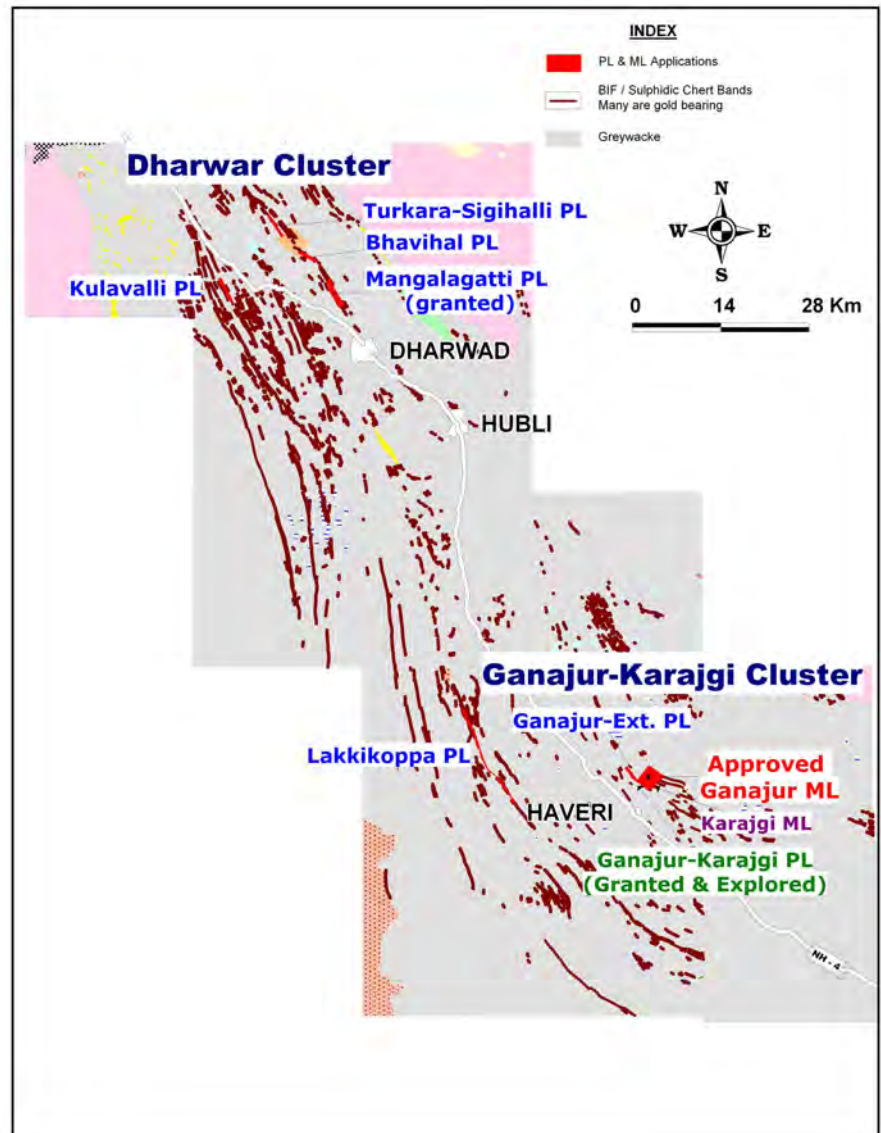 INDEX
PL & ML Applications
BIF / Sulphidic Chert Bands
Many are gold bearing
Greywacke
N
W
E
S
0 14 28 Km
Dharwar Cluster
Turkara-Sigihalli PL
Bhavihal PL
Kulavalli PL
Mangalagatti PL
(granted)
DHARWAD
HUBLI
Ganajur-Karajgi Cluster
Ganajur-Ext. PL
Lakkikoppa PL
Approved
Ganajur ML
HAVERI
Karajgi ML
Ganajur-Karajgi PL
(Granted & Explored)
NH - 4